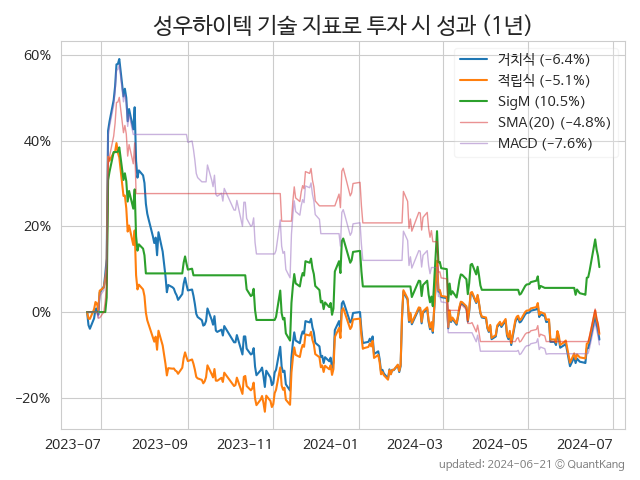 성우하이텍 기술 지표로 투자 시 성과 (1년)
60%
40%
20%
0%
−20%
거치식 (−6.4%)
적립식 (−5.1%)
SigM (10.5%)
SMA(20) (−4.8%)
MACD (−7.6%)
2023−07
2023−09
2023−11
2024−01
2024−03
2024−05
2024−07
updated: 2024-06-21 © QuantKang